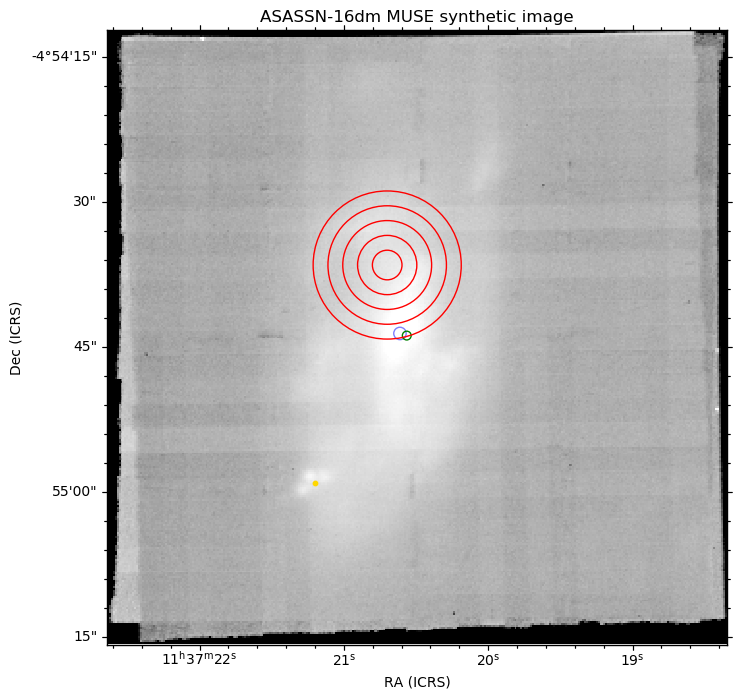 ASASSN-16dm MUSE synthetic image
-4°54'15"
30"
45"
55'00"
15"
Dec (ICRS)
11ʰ37ᵐ22ˢ
21ˢ
20ˢ
19ˢ
RA (ICRS)